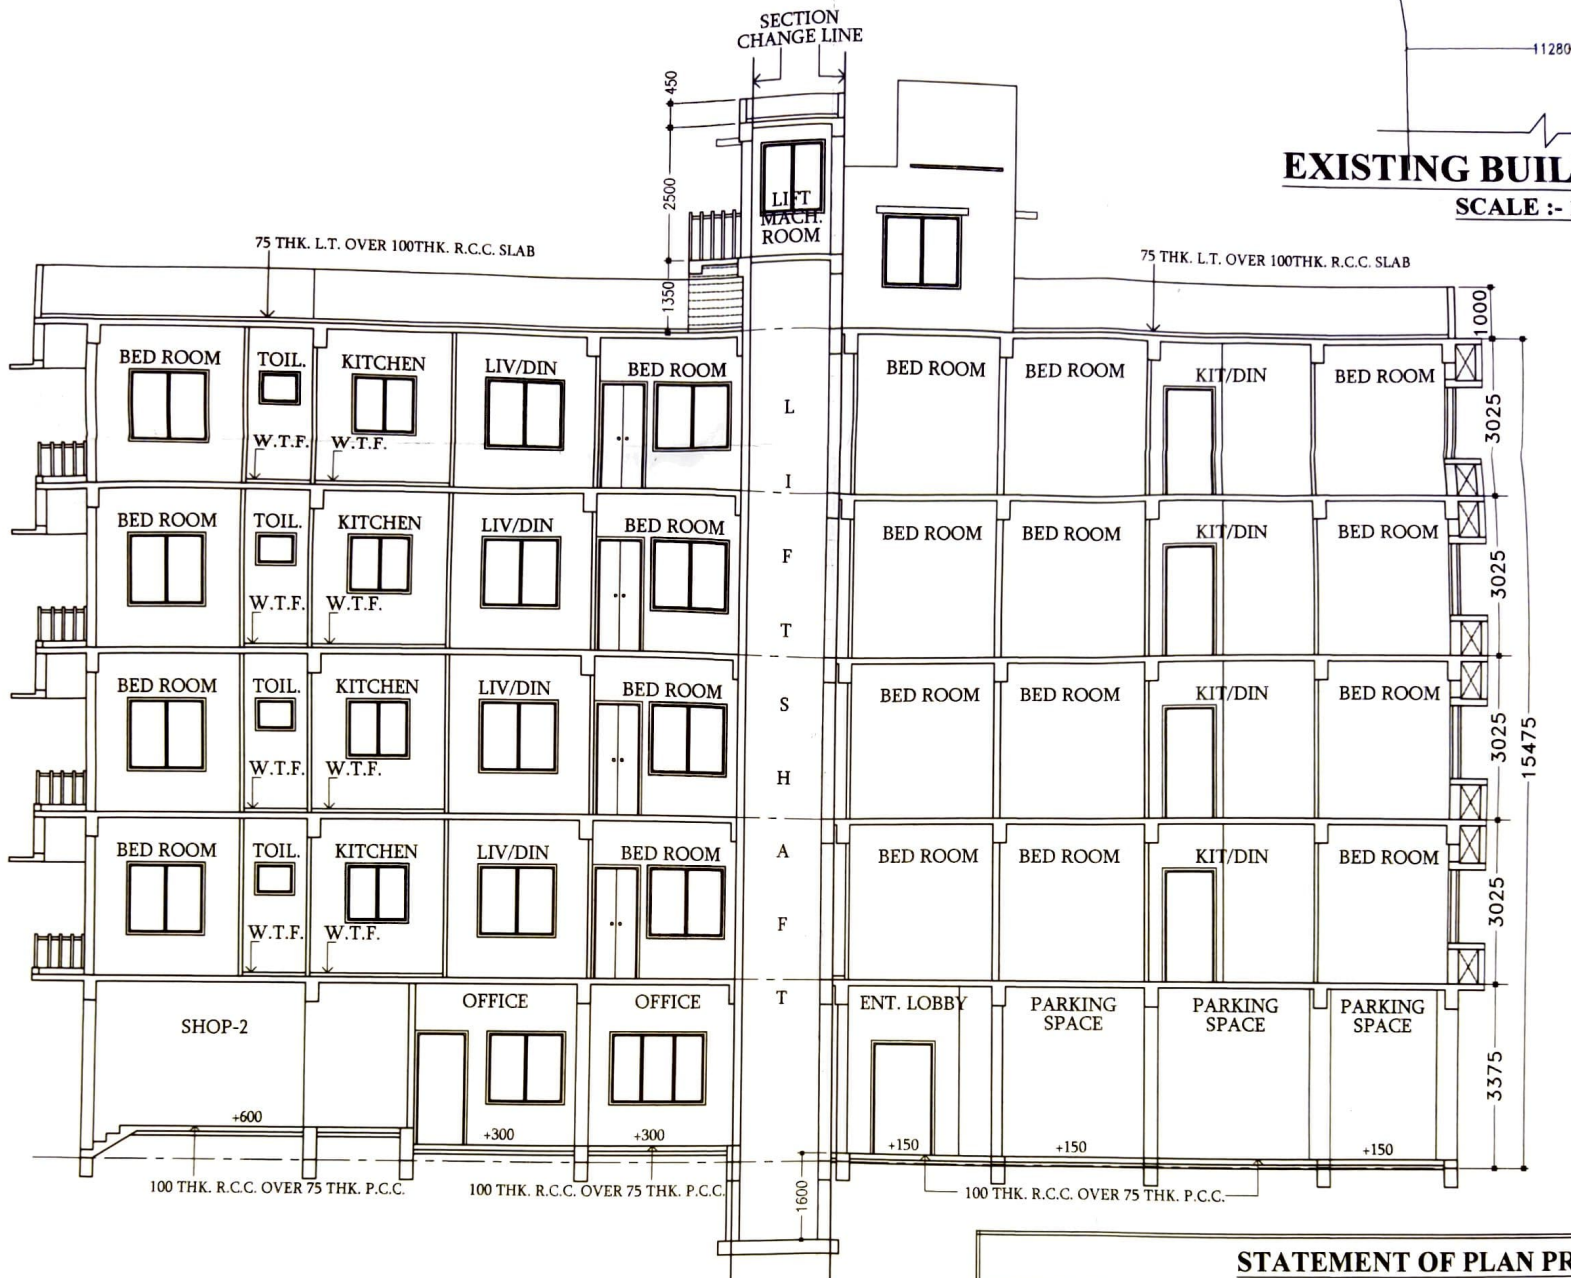 SECTION
CHANGE LINE
11280
EXISTING BUIL
SCALE :-
450
2500
1350
LIFT
MACH.
ROOM
75 THK. L.T. OVER 100THK. R.C.C. SLAB
75 THK. L.T. OVER 100THK. R.C.C. SLAB
1000
BED ROOM TOIL. KITCHEN LIV/DIN BED ROOM BED ROOM BED ROOM KIT/DIN BED ROOM
W.T.F. W.T.F.
3025
BED ROOM TOIL. KITCHEN LIV/DIN BED ROOM BED ROOM BED ROOM KIT/DIN BED ROOM
W.T.F. W.T.F.
3025
BED ROOM TOIL. KITCHEN LIV/DIN BED ROOM BED ROOM BED ROOM KIT/DIN BED ROOM
W.T.F. W.T.F.
3025
15475
BED ROOM TOIL. KITCHEN LIV/DIN BED ROOM BED ROOM BED ROOM KIT/DIN BED ROOM
W.T.F. W.T.F.
3025
L
I
F
T
S
H
A
F
T
SHOP-2 OFFICE OFFICE ENT. LOBBY
PARKING
SPACE
PARKING
SPACE
PARKING
SPACE
3375
+600 +300 +300 +150 +150 +150
100 THK. R.C.C. OVER 75 THK. P.C.C.
100 THK. R.C.C. OVER 75 THK. P.C.C.
1600
100 THK. R.C.C. OVER 75 THK. P.C.C.
STATEMENT OF PLAN PR